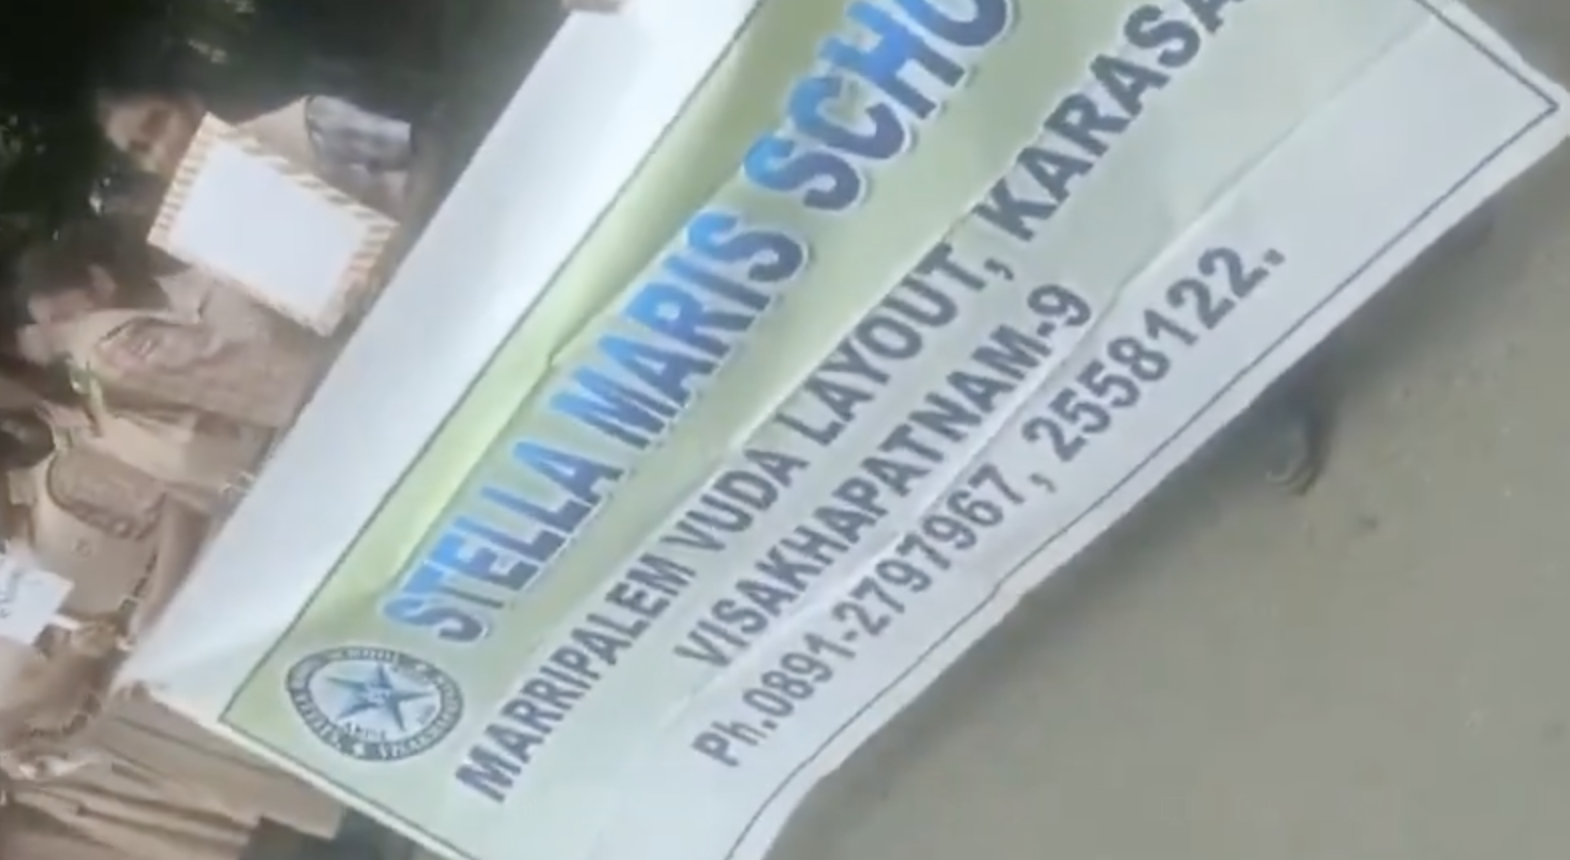 STELLA MARIS SCHO
MARRIPALEM VUDA LAYOUT, KARASA
VISAKHAPATNAM-9
Ph.0891-2797967, 2558122.